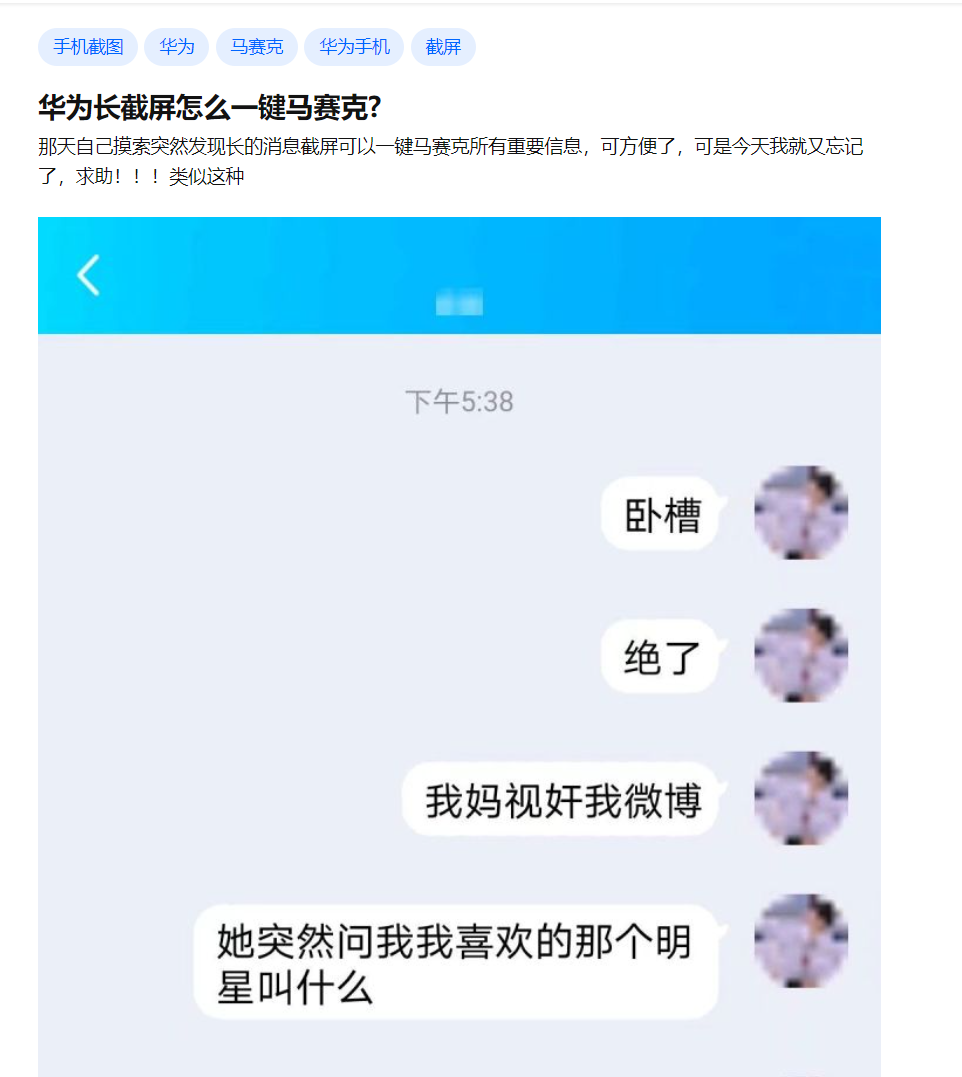 手机截图 华为 马赛克 华为手机 截屏
华为长截屏怎么一键马赛克?
那天自己摸索突然发现长的消息截屏可以一键马赛克所有重要信息，可方便了，可是今天我就又忘记
了，求助！！！类似这种
下午5:38
卧槽
绝了
我妈视奸我微博
她突然问我我喜欢的那个明
星叫什么